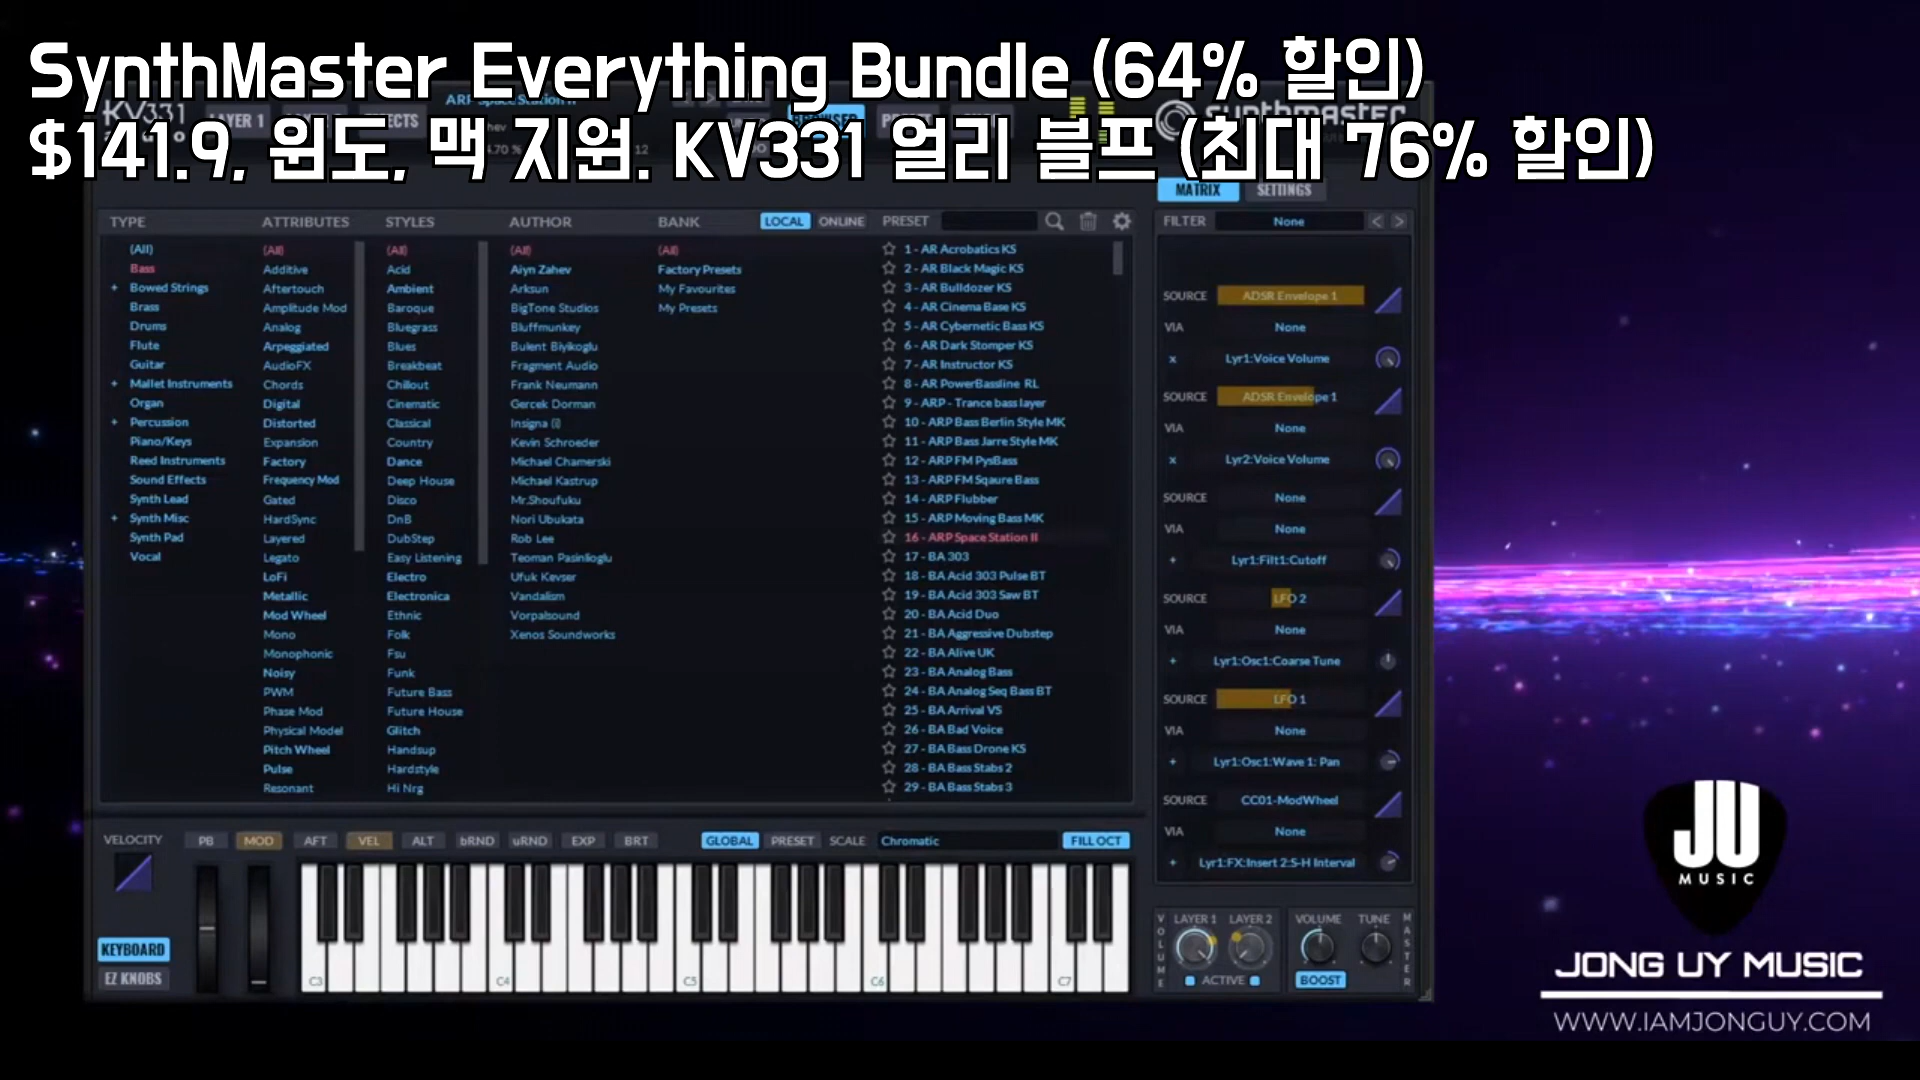 SynthMaster Everything Bundle (64% 할인)
$141.9, 윈도, 맥 지원. KV331 얼리 블프 (최대 76% 할인)
KV331
LAYER 1
BROWSER
synthmaster
MATRIX SETTINGS
TYPE ATTRIBUTES STYLES AUTHOR BANK LOCAL ONLINE PRESET
(All)
Bass
+ Bowed Strings
Brass
Drums
Flute
Guitar
+ Mallet Instruments
Organ
+ Percussion
Piano/Keys
Reed Instruments
Sound Effects
Synth Lead
+ Synth Misc
Synth Pad
Vocal
(All)
Additive
Aftertouch
Amplitude Mod
Analog
Arpeggiated
AudioFX
Chords
Digital
Distorted
Expansion
Factory
Frequency Mod
Gated
HardSync
Layered
Legato
LoFi
Metallic
Mod Wheel
Mono
Monophonic
Noisy
PWM
Phase Mod
Physical Model
Pitch Wheel
Pulse
Resonant
(All)
Acid
Ambient
Baroque
Bluegrass
Blues
Breakbeat
Chillout
Cinematic
Classical
Country
Dance
Deep House
Disco
DnB
DubStep
Easy Listening
Electro
Electronica
Ethnic
Folk
Fsu
Funk
Future Bass
Future House
Glitch
Handsup
Hardstyle
Hi Nrg
(All)
Aiyn Zahev
Arksun
BigTone Studios
Bluffmunkey
Bulent Biyikoglu
Fragment Audio
Frank Neumann
Gercek Dorman
Insigna (i)
Kevin Schroeder
Michael Chamerski
Michael Kastrup
Mr.Shoufuku
Nori Ubukata
Rob Lee
Teoman Pasinlioglu
Ufuk Kevser
Vandalism
Vorpalsound
Xenos Soundworks
(All)
Factory Presets
My Favourites
My Presets
1 - AR Acrobatics KS
2 - AR Black Magic KS
3 - AR Bulldozer KS
4 - AR Cinema Base KS
5 - AR Cybernetic Bass KS
6 - AR Dark Stomper KS
7 - AR Instructor KS
8 - AR PowerBassline RL
9 - ARP - Trance bass layer
10 - ARP Bass Berlin Style MK
11 - ARP Bass Jarre Style MK
12 - ARP FM PysBass
13 - ARP FM Sqaure Bass
14 - ARP Flubber
15 - ARP Moving Bass MK
16 - ARP Space Station II
17 - BA 303
18 - BA Acid 303 Pulse BT
19 - BA Acid 303 Saw BT
20 - BA Acid Duo
21 - BA Aggressive Dubstep
22 - BA Alive UK
23 - BA Analog Bass
24 - BA Analog Seq Bass BT
25 - BA Arrival VS
26 - BA Bad Voice
27 - BA Bass Drone KS
28 - BA Bass Stabs 2
29 - BA Bass Stabs 3
FILTER None < >
SOURCE ADSR Envelope 1
VIA None
x Lyr1:Voice Volume
SOURCE ADSR Envelope 1
VIA None
x Lyr2:Voice Volume
SOURCE None
VIA None
+ Lyr1:Filt1:Cutoff
SOURCE LFO 2
VIA None
+ Lyr1:Osc1:Coarse Tune
SOURCE LFO 1
VIA None
+ Lyr1:Osc1:Wave 1: Pan
SOURCE CC01-ModWheel
VIA None
+ Lyr1:FX:Insert 2:S-H Interval
VELOCITY PB MOD AFT VEL ALT bRND uRND EXP BRT GLOBAL PRESET SCALE Chromatic FILL OCT
KEYBOARD
EZ KNOBS
C3 C4 C5 C6 C7
VOLUME LAYER 1 LAYER 2 VOLUME TUNE MASTER
ACTIVE BOOST
JU
MUSIC
JONG UY MUSIC
WWW.IAMJONGUY.COM